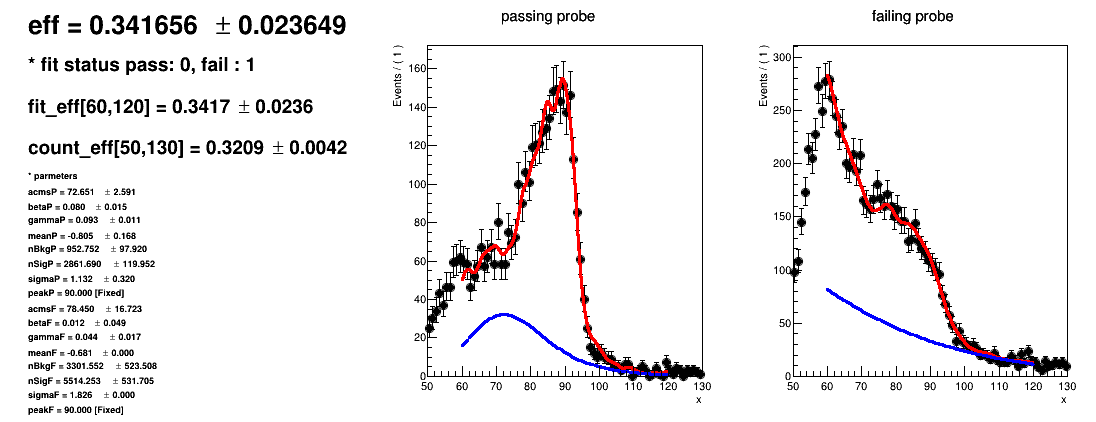 eff = 0.341656 ± 0.023649
* fit status pass: 0, fail : 1
fit_eff[60,120] = 0.3417 ± 0.0236
count_eff[50,130] = 0.3209 ± 0.0042
* parmeters
acmsP = 72.651 ± 2.591
betaP = 0.080 ± 0.015
gammaP = 0.093 ± 0.011
meanP = -0.805 ± 0.168
nBkgP = 952.752 ± 97.920
nSigP = 2861.690 ± 119.952
sigmaP = 1.132 ± 0.320
peakP = 90.000 [Fixed]
acmsF = 78.450 ± 16.723
betaF = 0.012 ± 0.049
gammaF = 0.044 ± 0.017
meanF = -0.681 ± 0.000
nBkgF = 3301.552 ± 523.508
nSigF = 5514.253 ± 531.705
sigmaF = 1.826 ± 0.000
peakF = 90.000 [Fixed]
passing probe
Events / ( 1 )
160
140
120
100
80
60
40
20
0
50 60 70 80 90 100 110 120 130
x
failing probe
Events / ( 1 )
300
250
200
150
100
50
0
50 60 70 80 90 100 110 120 130
x